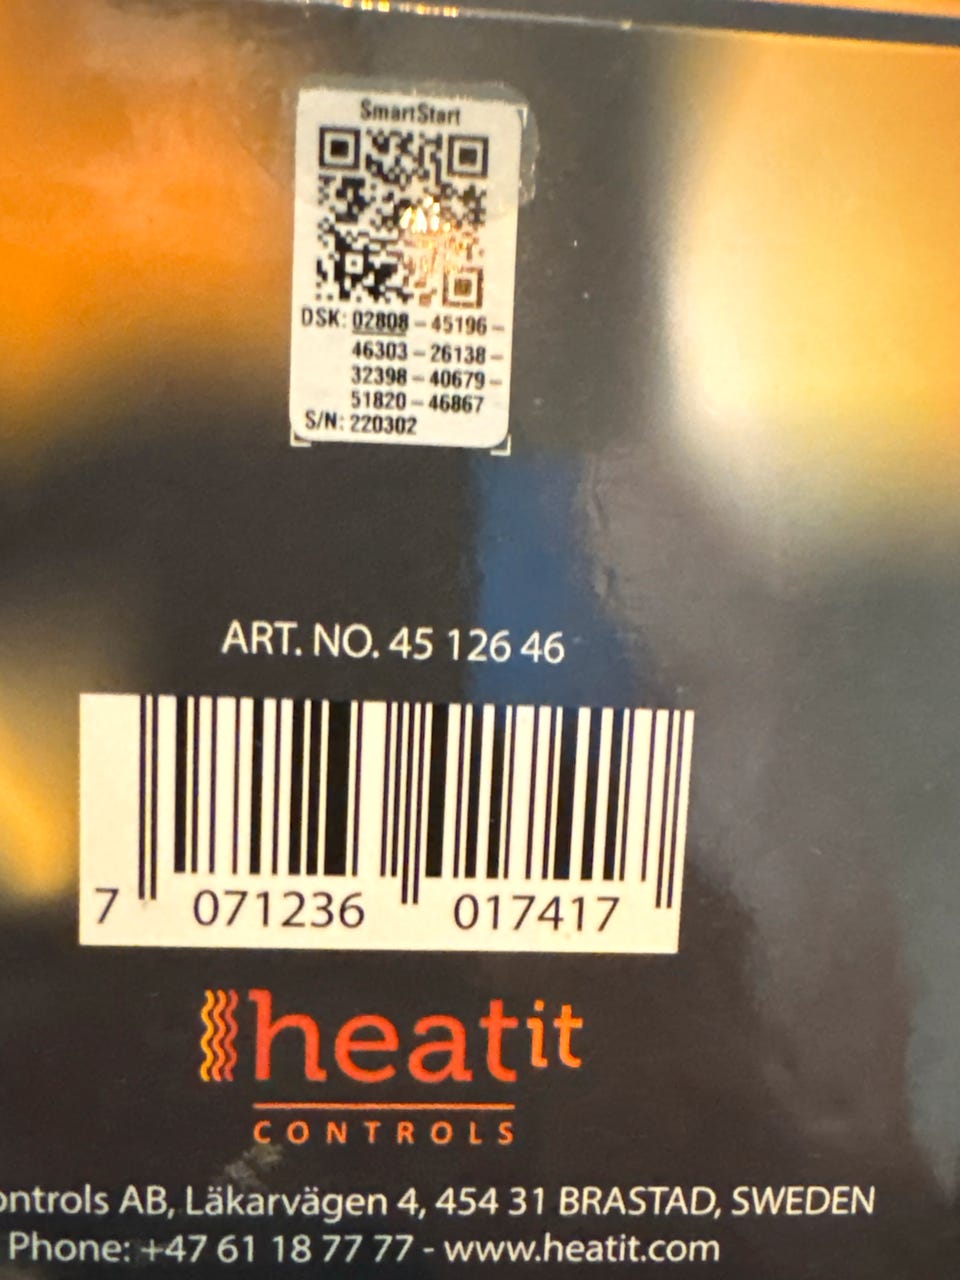 SmartStart
DSK: 02808-45196-
46303-26138-
32398-40679-
51820-46867
S/N: 220302
ART. NO. 45 126 46
7 071236 017417
heatit
CONTROLS
ontrols AB, Läkarvägen 4, 454 31 BRASTAD, SWEDEN
Phone: +47 61 18 77 77 - www.heatit.com